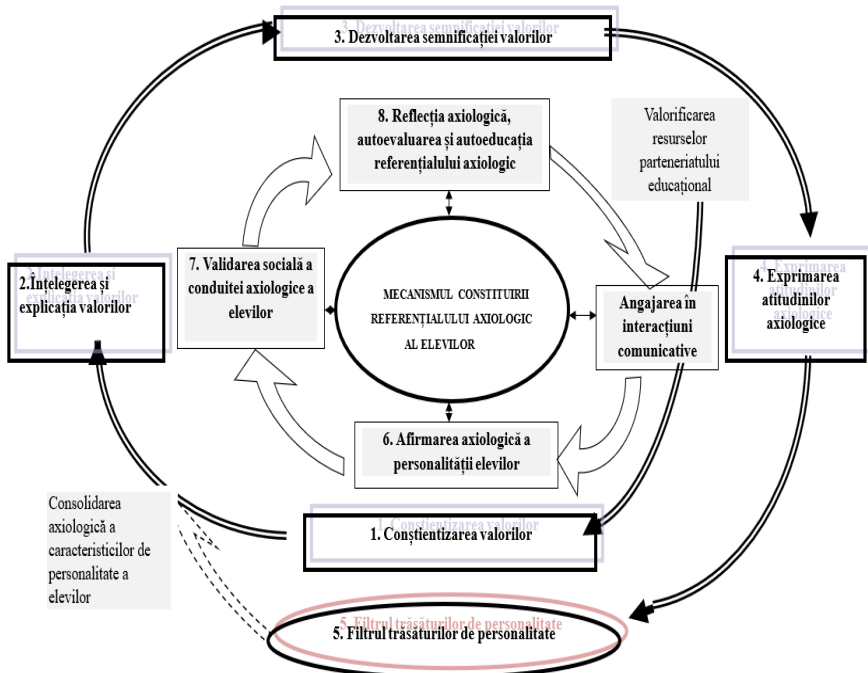 3. Dezvoltarea semnificației valorilor
8. Reflecția axiologică,
autoevaluarea și autoeducația
referențialului axiologic
Valorificarea
resurselor
parteneriatului
educațional
2.Înțelegerea și
explicația valorilor
7. Validarea socială a
conduitei axiologice a
elevilor
MECANISMUL CONSTITUIRII
REFERENȚIALULUI AXIOLOGIC
AL ELEVILOR
Angajarea în
interacțiuni
comunicative
4. Exprimarea
atitudinilor
axiologice
6. Afirmarea axiologică a
personalității elevilor
Consolidarea
axiologică a
caracteristicilor de
personalitate a
elevilor
1. Conștientizarea valorilor
5. Filtrul trăsăturilor de personalitate